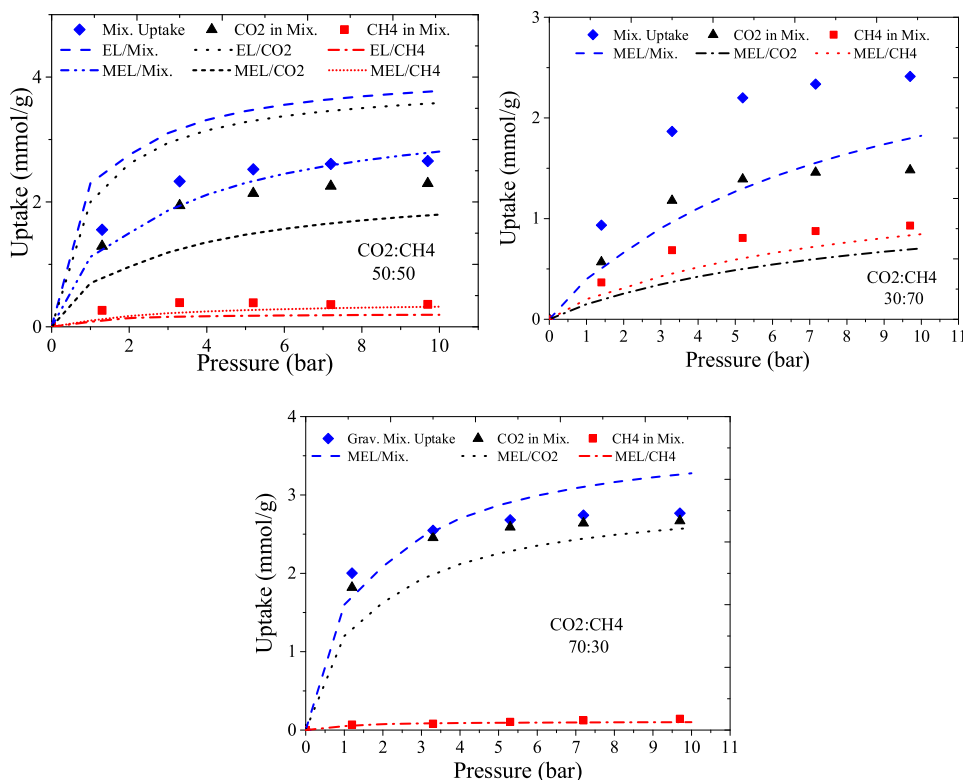 Mix. Uptake CO2 in Mix. CH4 in Mix.
EL/Mix. EL/CO2 EL/CH4
MEL/Mix. MEL/CO2 MEL/CH4
4
2
0
Uptake (mmol/g)
CO2:CH4
50:50
0 2 4 6 8 10
Pressure (bar)
3
2
1
0
Uptake (mmol/g)
Mix. Uptake CO2 in Mix. CH4 in Mix.
MEL/Mix. MEL/CO2 MEL/CH4
CO2:CH4
30:70
0 1 2 3 4 5 6 7 8 9 10 11
Pressure (bar)
4
3
2
1
0
Uptake (mmol/g)
Grav. Mix. Uptake CO2 in Mix. CH4 in Mix.
MEL/Mix. MEL/CO2 MEL/CH4
CO2:CH4
70:30
0 1 2 3 4 5 6 7 8 9 10 11
Pressure (bar)